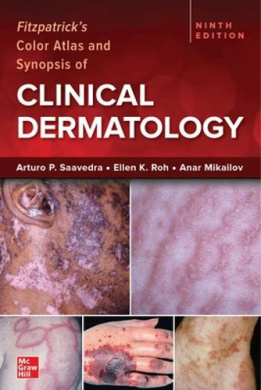 Fitzpatrick's
Color Atlas and
Synopsis of
NINTH
EDITION
CLINICAL
DERMATOLOGY
Arturo P. Saavedra • Ellen K. Roh • Anar Mikailov
Mc
Graw
Hill